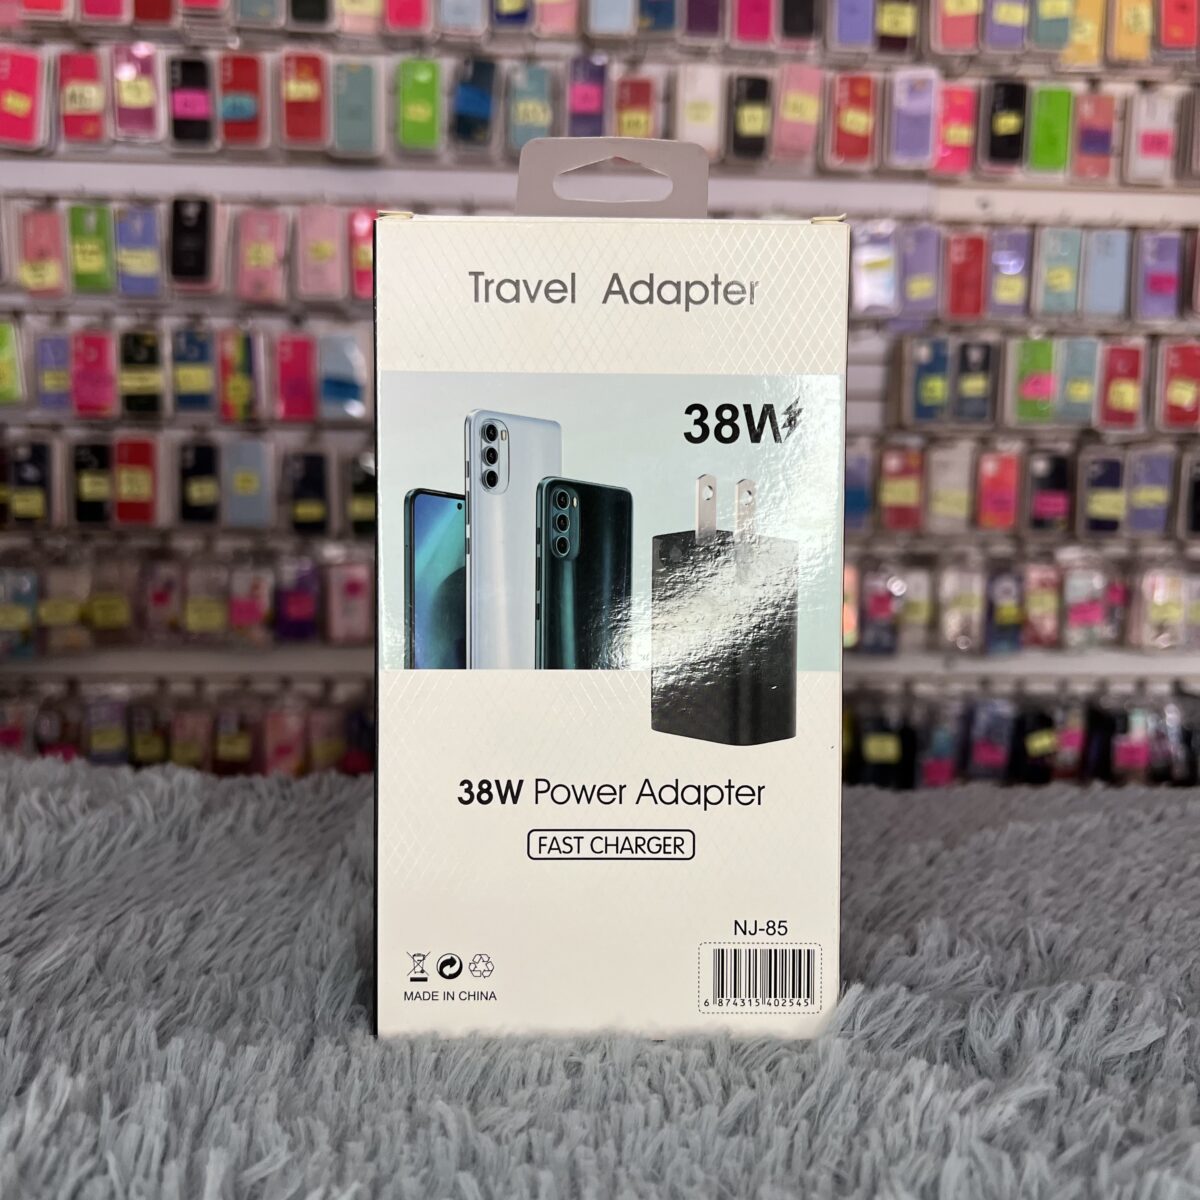 Travel Adapter
38W
38W Power Adapter
FAST CHARGER
NJ-85
6 874315 402545
MADE IN CHINA